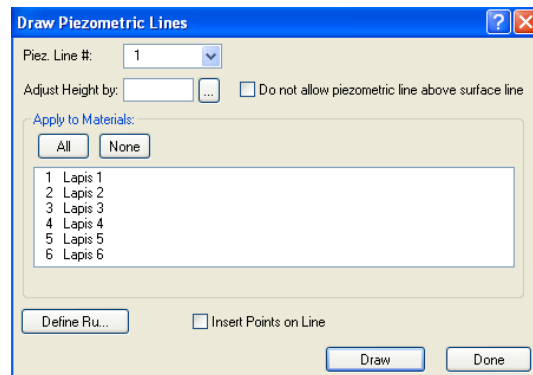 Draw Piezometric Lines
Piez. Line #: 1
Adjust Height by: ... Do not allow piezometric line above surface line
Apply to Materials:
All None
1 Lapis 1
2 Lapis 2
3 Lapis 3
4 Lapis 4
5 Lapis 5
6 Lapis 6
Define Ru... Insert Points on Line
Draw Done